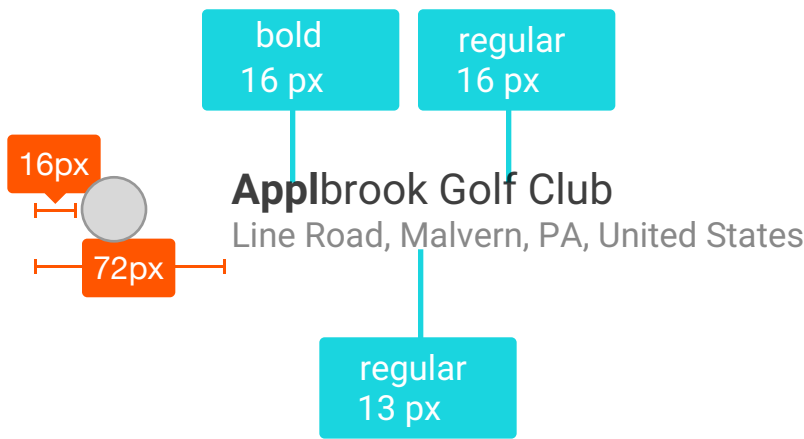 bold
16 px
regular
16 px
16px
Applbrook Golf Club
Line Road, Malvern, PA, United States
72px
regular
13 px